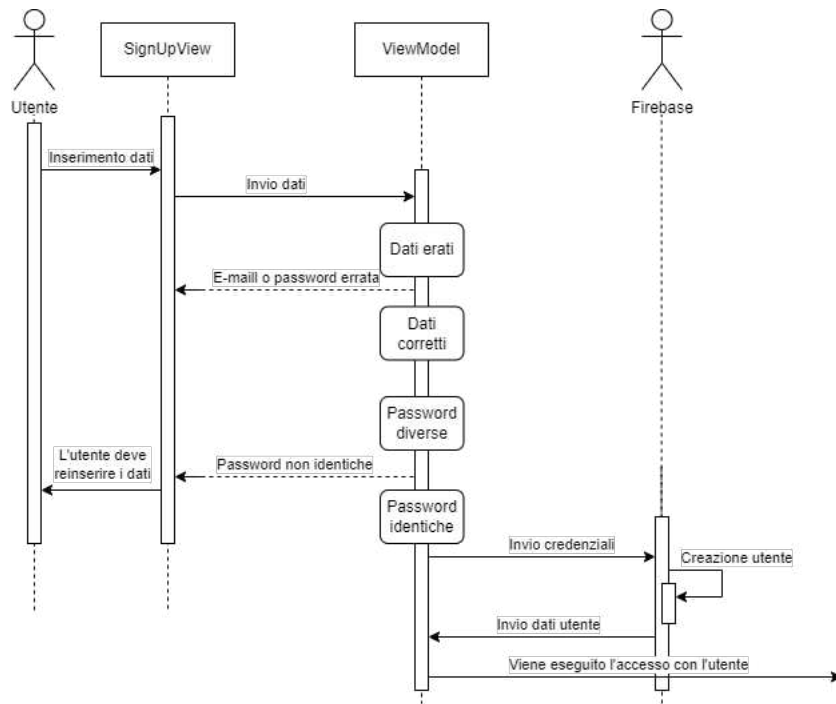 SignUpView
ViewModel
Utente
Firebase
Inserimento dati
Invio dati
Dati erati
E-maill o password errata
Dati
corretti
Password
diverse
L'utente deve
reinserire i dati
Password non identiche
Password
identiche
Invio credenziali
Creazione utente
Invio dati utente
Viene eseguito l'accesso con l'utente